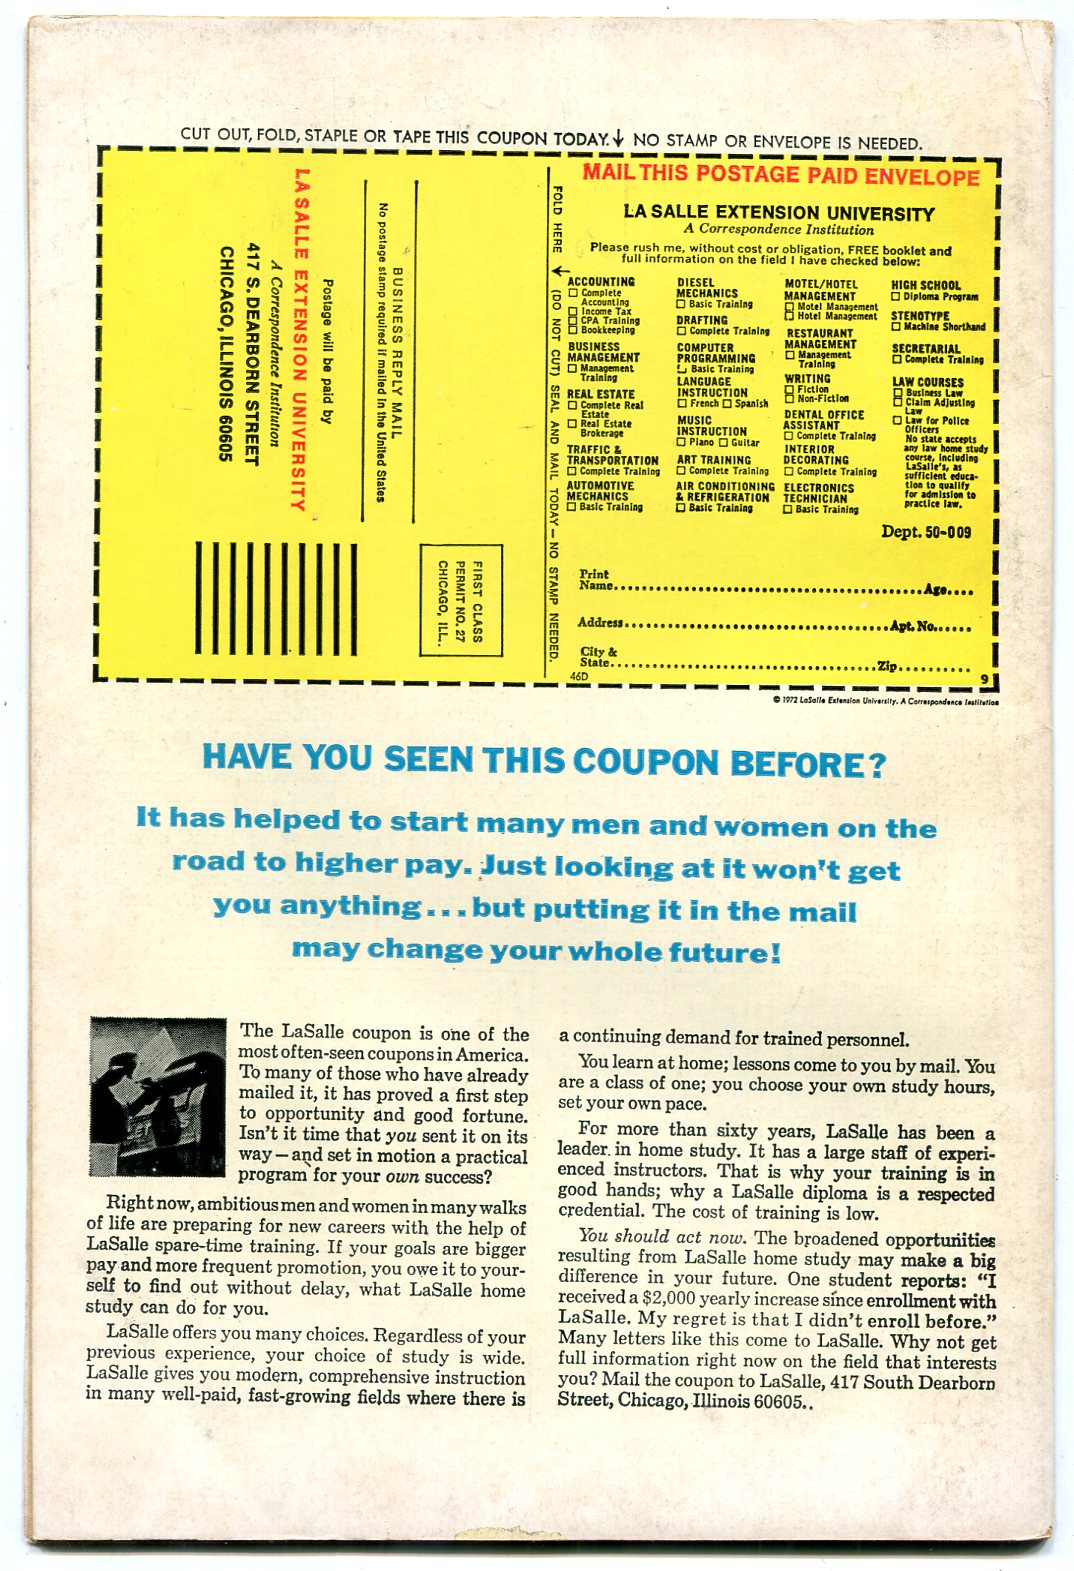 CUT OUT, FOLD, STAPLE OR TAPE THIS COUPON TODAY.↓ NO STAMP OR ENVELOPE IS NEEDED.
FIRST CLASS
PERMIT NO. 27
CHICAGO, ILL..
BUSINESS REPLY MAIL
No postage stamp required if mailed in the United States
Postage will be paid by
LA SALLE EXTENSION UNIVERSITY
A Correspondence Institution
417 S. DEARBORN STREET
CHICAGO, ILLINOIS 60605
FOLD HERE → (DO NOT CUT) SEAL AND MAIL TODAY — NO STAMP NEEDED.
MAIL THIS POSTAGE PAID ENVELOPE
LA SALLE EXTENSION UNIVERSITY
A Correspondence Institution
Please rush me, without cost or obligation, FREE booklet and
full information on the field I have checked below:
ACCOUNTING
☐ Complete
Accounting
☐ Income Tax
☐ CPA Training
☐ Bookkeeping
BUSINESS
MANAGEMENT
☐ Management
Training
REAL ESTATE
☐ Complete Real
Estate
☐ Real Estate
Brokerage
TRAFFIC &
TRANSPORTATION
☐ Complete Training
AUTOMOTIVE
MECHANICS
☐ Basic Training
DIESEL
MECHANICS
☐ Basic Training
DRAFTING
☐ Complete Training
COMPUTER
PROGRAMMING
☐ Basic Training
LANGUAGE
INSTRUCTION
☐ French ☐ Spanish
MUSIC
INSTRUCTION
☐ Piano ☐ Guitar
ART TRAINING
☐ Complete Training
AIR CONDITIONING
& REFRIGERATION
☐ Basic Training
MOTEL/HOTEL
MANAGEMENT
☐ Motel Management
☐ Hotel Management
RESTAURANT
MANAGEMENT
☐ Management
Training
WRITING
☐ Fiction
☐ Non-Fiction
DENTAL OFFICE
ASSISTANT
☐ Complete Training
INTERIOR
DECORATING
☐ Complete Training
ELECTRONICS
TECHNICIAN
☐ Basic Training
HIGH SCHOOL
☐ Diploma Program
STENOTYPE
☐ Machine Shorthand
SECRETARIAL
☐ Complete Training
LAW COURSES
☐ Business Law
☐ Claim Adjusting
Law
☐ Law for Police
Officers
No state accepts
any law home study
course, including
LaSalle's, as
sufficient educa-
tion to qualify
for admission to
practice law.
Dept. 50-009
Print
Name........................................Age....
Address........................................Apt. No......
City &
State........................................Zip..........
46D
9
© 1972 LaSalle Extension University. A Correspondence Institution
HAVE YOU SEEN THIS COUPON BEFORE?
It has helped to start many men and women on the
road to higher pay. Just looking at it won't get
you anything...but putting it in the mail
may change your whole future!
The LaSalle coupon is one of the
most often-seen coupons in America.
To many of those who have already
mailed it, it has proved a first step
to opportunity and good fortune.
Isn't it time that you sent it on its
way—and set in motion a practical
program for your own success?
Right now, ambitious men and women in many walks
of life are preparing for new careers with the help of
LaSalle spare-time training. If your goals are bigger
pay and more frequent promotion, you owe it to your-
self to find out without delay, what LaSalle home
study can do for you.
LaSalle offers you many choices. Regardless of your
previous experience, your choice of study is wide.
LaSalle gives you modern, comprehensive instruction
in many well-paid, fast-growing fields where there is
a continuing demand for trained personnel.
You learn at home; lessons come to you by mail. You
are a class of one; you choose your own study hours,
set your own pace.
For more than sixty years, LaSalle has been a
leader in home study. It has a large staff of experi-
enced instructors. That is why your training is in
good hands; why a LaSalle diploma is a respected
credential. The cost of training is low.
You should act now. The broadened opportunities
resulting from LaSalle home study may make a big
difference in your future. One student reports: “I
received a $2,000 yearly increase since enrollment with
LaSalle. My regret is that I didn't enroll before.”
Many letters like this come to LaSalle. Why not get
full information right now on the field that interests
you? Mail the coupon to LaSalle, 417 South Dearborn
Street, Chicago, Illinois 60605..